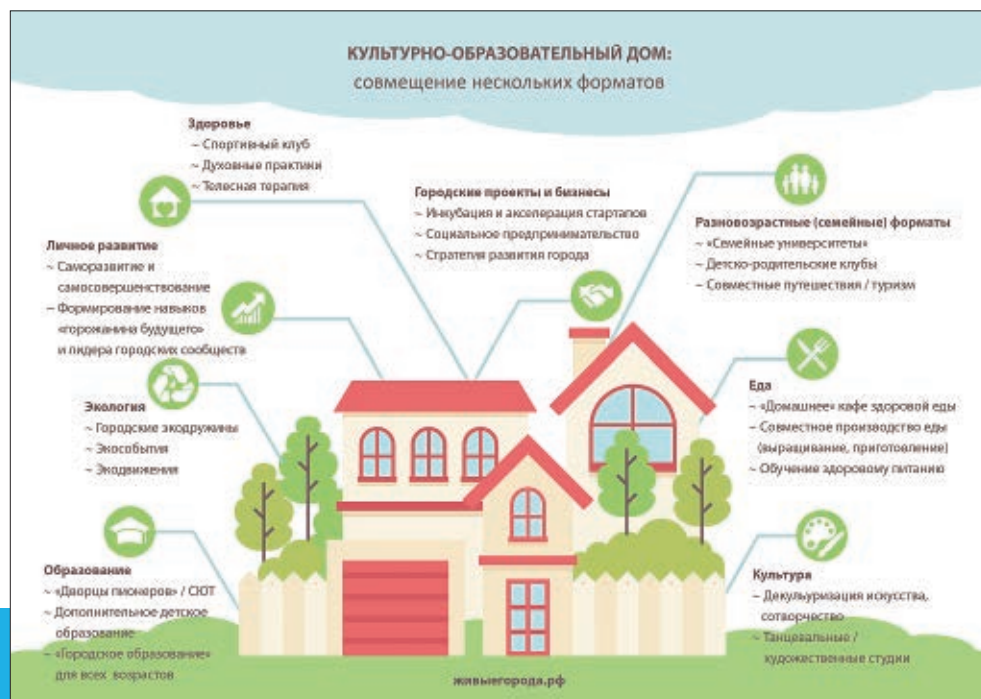 КУЛЬТУРНО-ОБРАЗОВАТЕЛЬНЫЙ ДОМ:
совмещение нескольких форматов
Здоровье
~ Спортивный клуб
~ Духовные практики
~ Телесная терапия
Личное развитие
~ Саморазвитие и
самосовершенствование
~ Формирование навыков
«горожанина будущего»
и лидера городских сообществ
Экология
~ Городские экодружины
~ Экособытия
~ Экодвижения
Образование
~ «Дворцы пионеров» / СЮТ
~ Дополнительное детское
образование
~ «Городское образование»
для всех возрастов
Городские проекты и бизнесы
~ Инкубация и акселерация стартапов
~ Социальное предпринимательство
~ Стратегия развития города
Разновозрастные (семейные) форматы
~ «Семейные университеты»
~ Детско-родительские клубы
~ Совместные путешествия / туризм
Еда
~ «Домашнее» кафе здоровой еды
~ Совместное производство еды
(выращивание, приготовление)
~ Обучение здоровому питанию
Культура
~ Декульуризация искусства,
сотворчество
~ Танцевальные /
художественные студии
живыегорода.рф